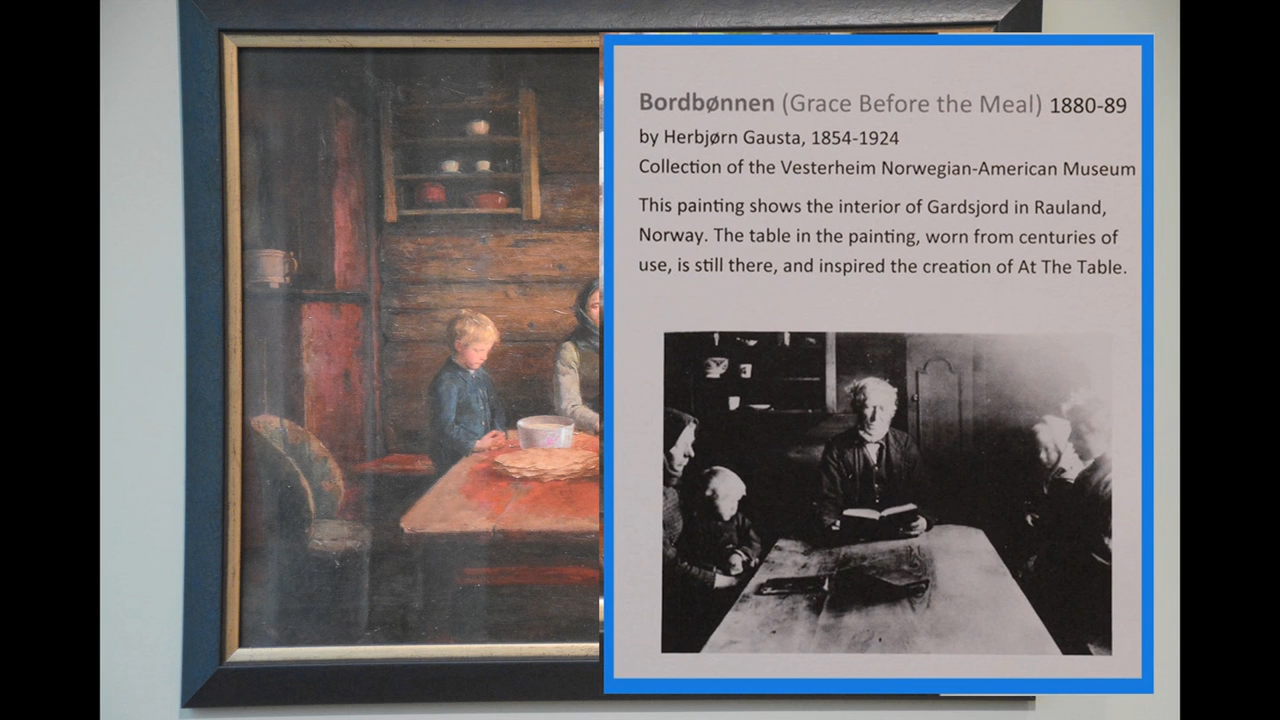 Bordbønnen (Grace Before the Meal) 1880-89
by Herbjørn Gausta, 1854-1924
Collection of the Vesterheim Norwegian-American Museum
This painting shows the interior of Gardsjord in Rauland,
Norway. The table in the painting, worn from centuries of
use, is still there, and inspired the creation of At The Table.